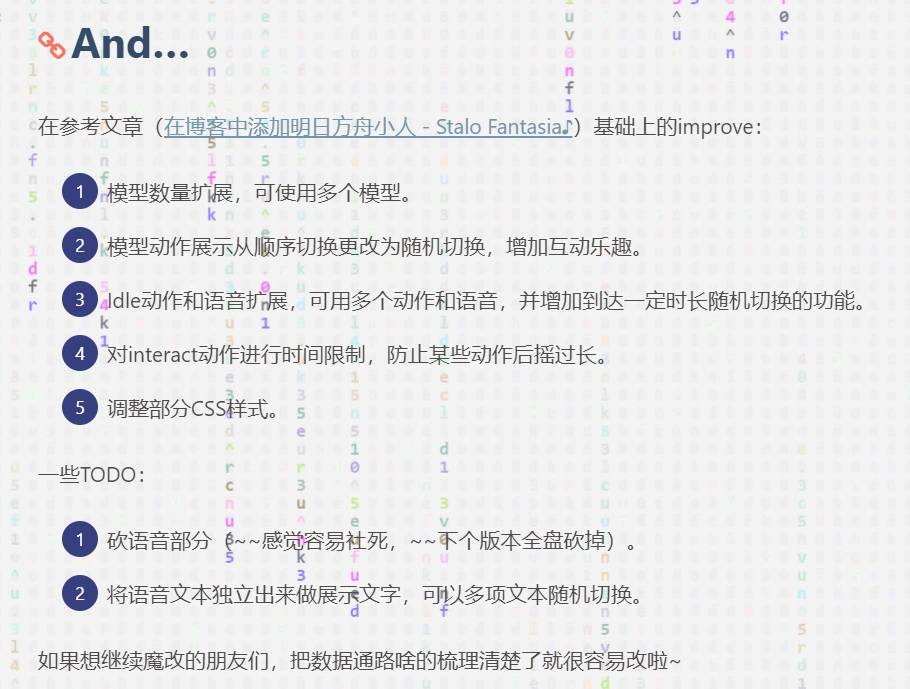 And...
在参考文章（在博客中添加明日方舟小人 - Stalo Fantasia♪）基础上的improve：
1 模型数量扩展，可使用多个模型。
2 模型动作展示从顺序切换更改为随机切换，增加互动乐趣。
3 Idle动作和语音扩展，可用多个动作和语音，并增加到达一定时长随机切换的功能。
4 对interact动作进行时间限制，防止某些动作后摇过长。
5 调整部分CSS样式。
一些TODO：
1 砍语音部分（~~感觉容易社死，~~下个版本全盘砍掉）。
2 将语音文本独立出来做展示文字，可以多项文本随机切换。
如果想继续魔改的朋友们，把数据通路啥的梳理清楚了就很容易改啦~